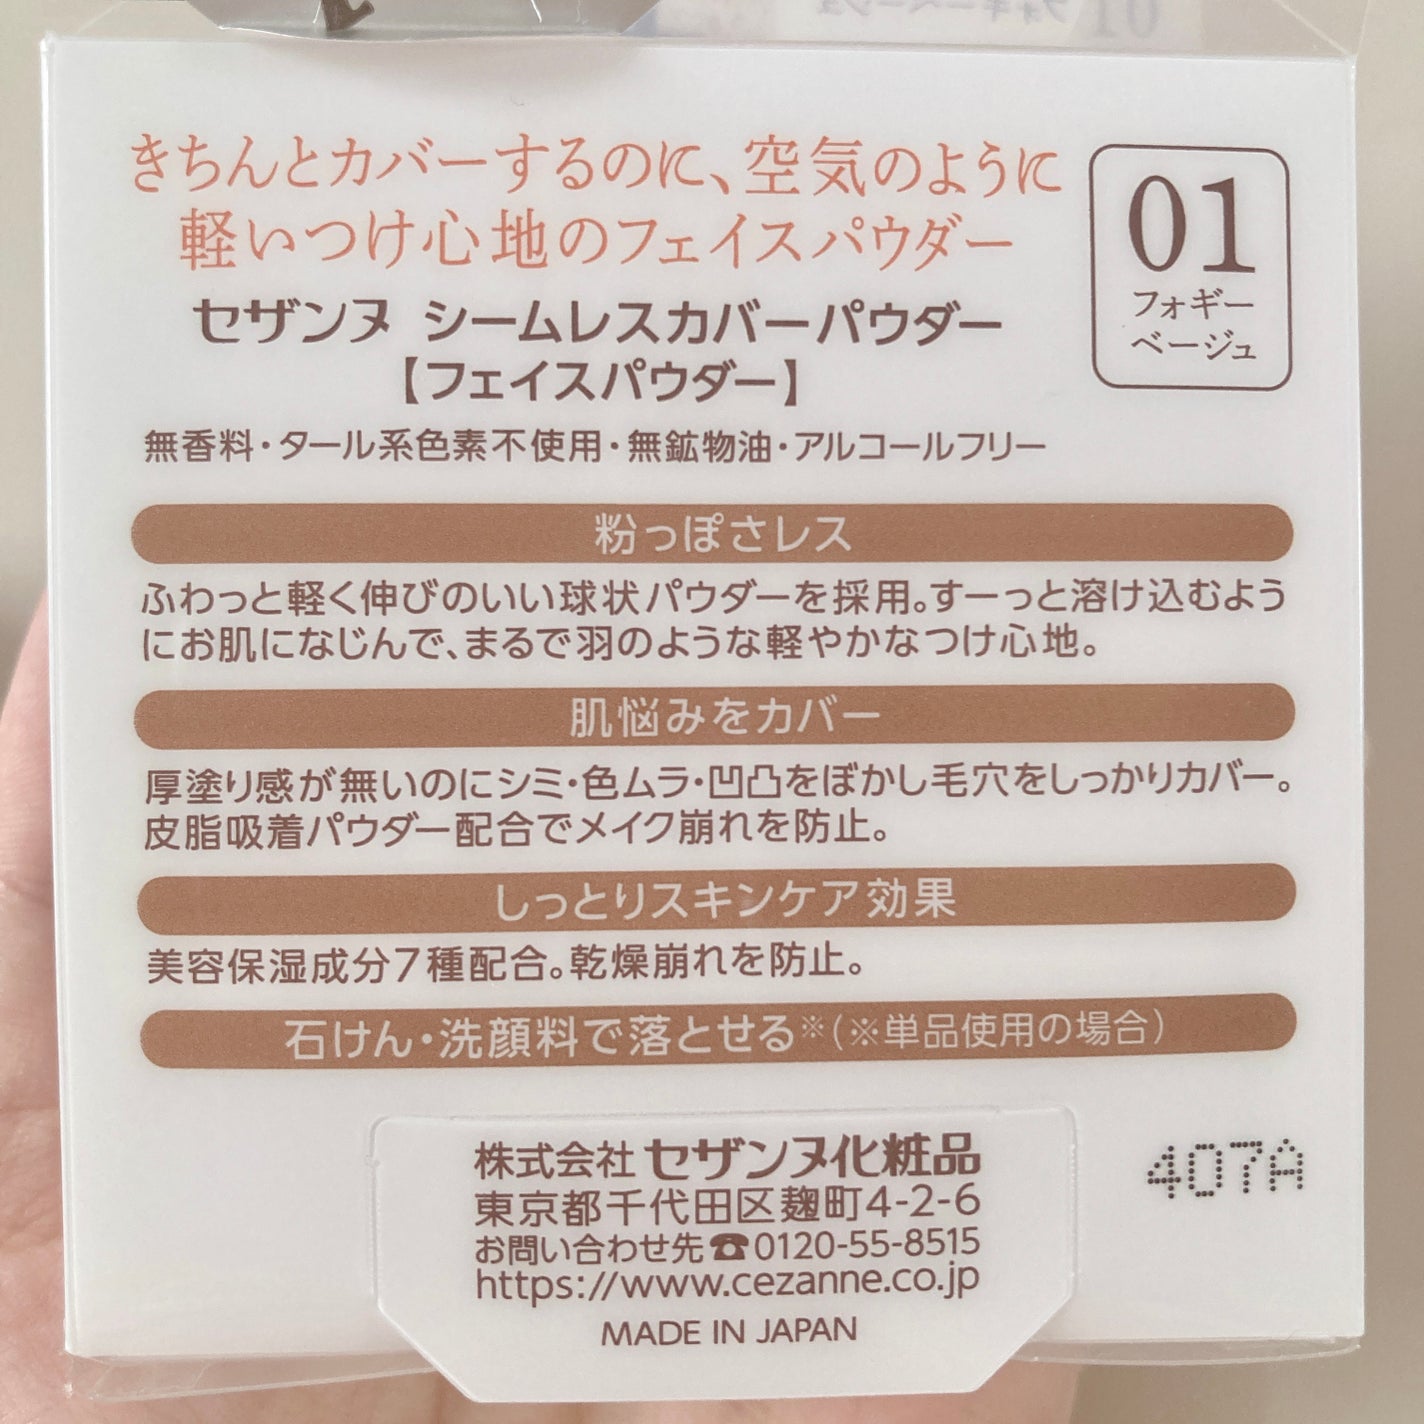 きちんとカバーするのに、空気のように
軽いつけ心地のフェイスパウダー
01
フォギー
ベージュ
セザンヌ シームレスカバーパウダー
【フェイスパウダー】
無香料・タール系色素不使用・無鉱物油・アルコールフリー
粉っぽさレス
ふわっと軽く伸びのいい球状パウダーを採用。すーっと溶け込むよう
にお肌になじんで、まるで羽のような軽やかなつけ心地。
肌悩みをカバー
厚塗り感が無いのにシミ・色ムラ・凹凸をぼかし毛穴をしっかりカバー。
皮脂吸着パウダー配合でメイク崩れを防止。
しっとりスキンケア効果
美容保湿成分7種配合。乾燥崩れを防止。
石けん・洗顔料で落とせる※(※単品使用の場合)
株式会社 セザンヌ化粧品
東京都千代田区麹町4-2-6
お問い合わせ先☎0120-55-8515
https://www.cezanne.co.jp
MADE IN JAPAN
407A